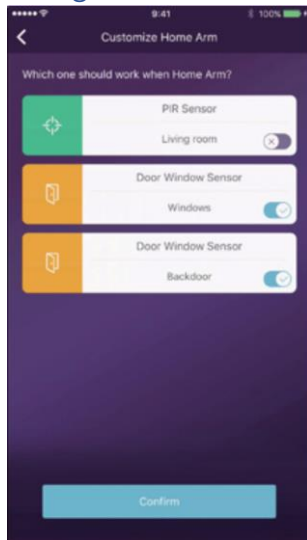 9:41
100%
Customize Home Arm
Which one should work when Home Arm?
PIR Sensor
Living room
Door Window Sensor
Windows
Door Window Sensor
Backdoor
Confirm